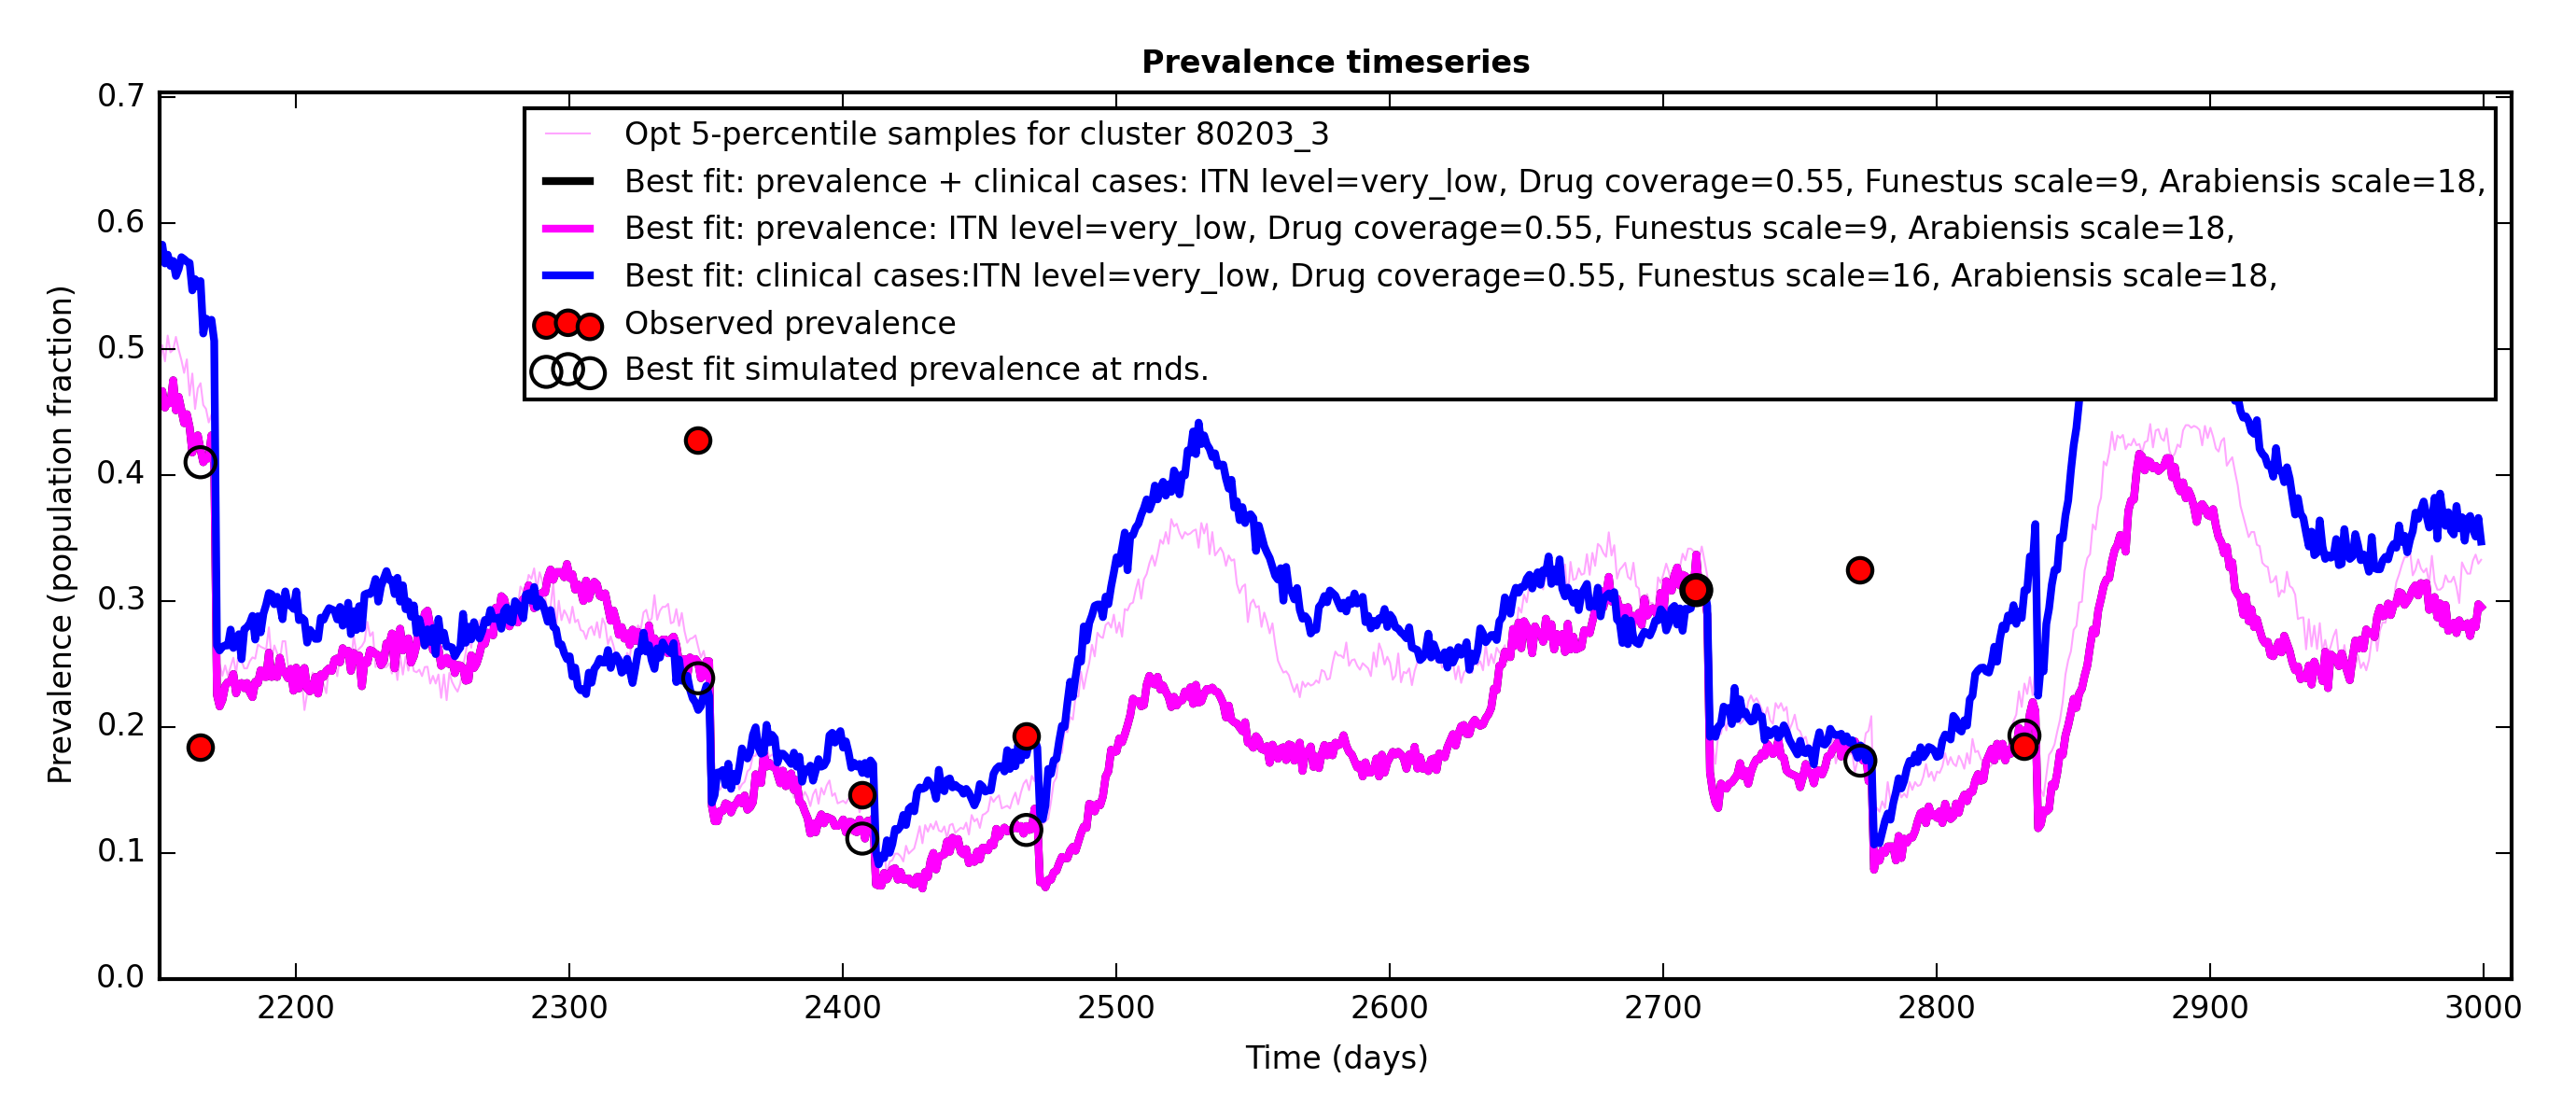 Prevalence timeseries
0.7
0.6
0.5
0.4
0.3
0.2
0.1
0.0
Prevalence (population fraction)
Opt 5-percentile samples for cluster 80203_3
Best fit: prevalence + clinical cases: ITN level=very_low, Drug coverage=0.55, Funestus scale=9, Arabiensis scale=18,
Best fit: prevalence: ITN level=very_low, Drug coverage=0.55, Funestus scale=9, Arabiensis scale=18,
Best fit: clinical cases:ITN level=very_low, Drug coverage=0.55, Funestus scale=16, Arabiensis scale=18,
Observed prevalence
Best fit simulated prevalence at rnds.
2200 2300 2400 2500 2600 2700 2800 2900 3000
Time (days)